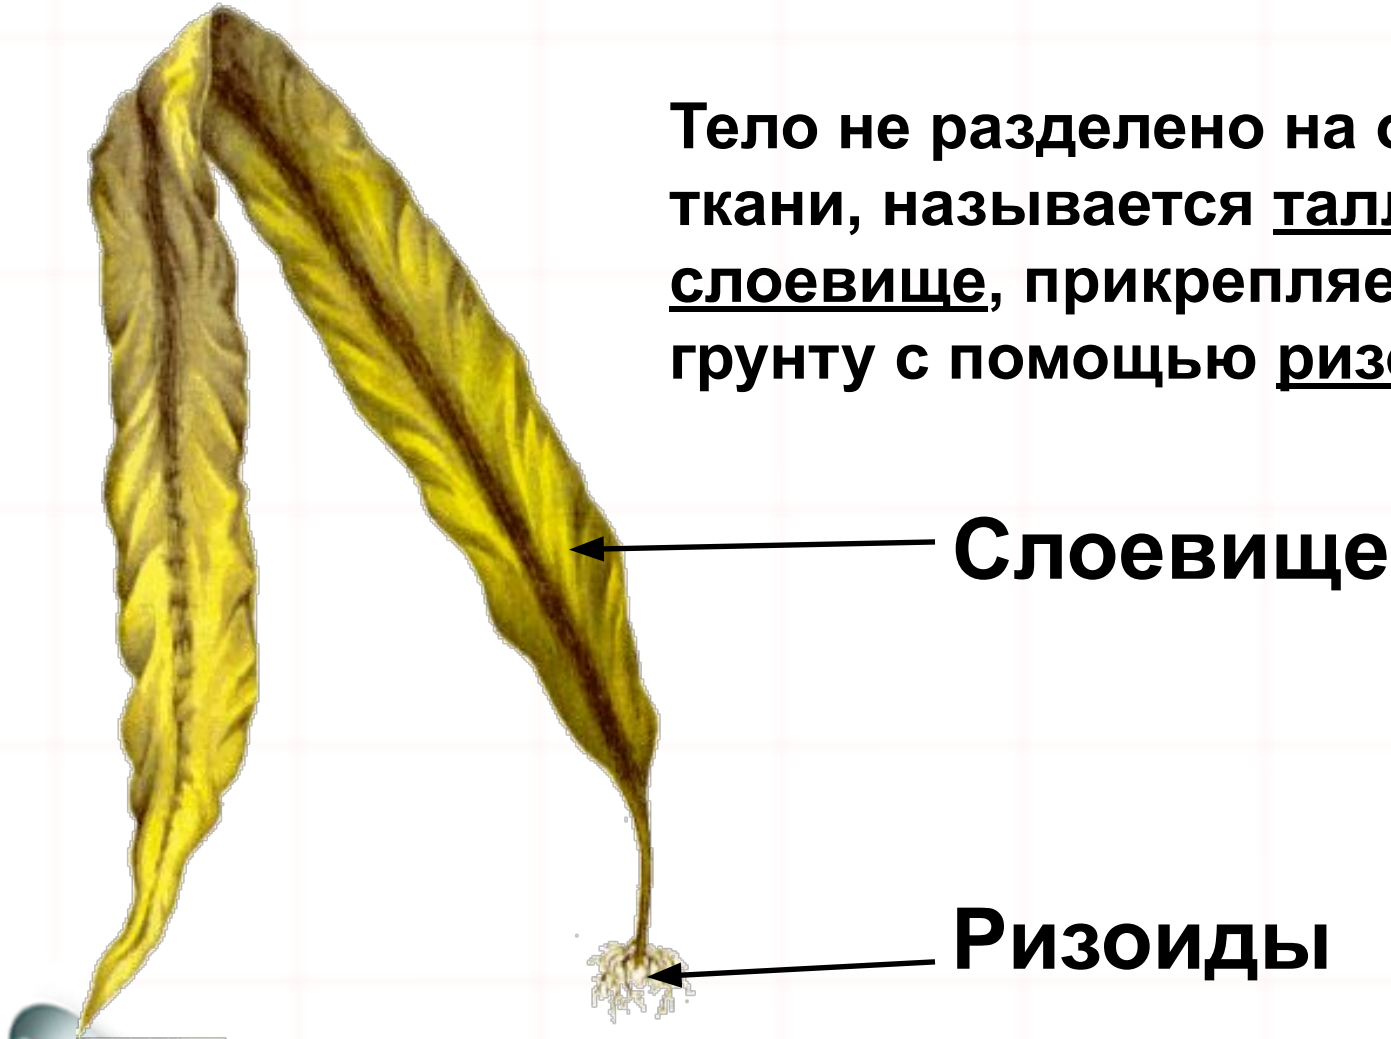 Тело не разделено на
ткани, называется
слоевище,
грунту с помощью
Слоевище
Ризоиды